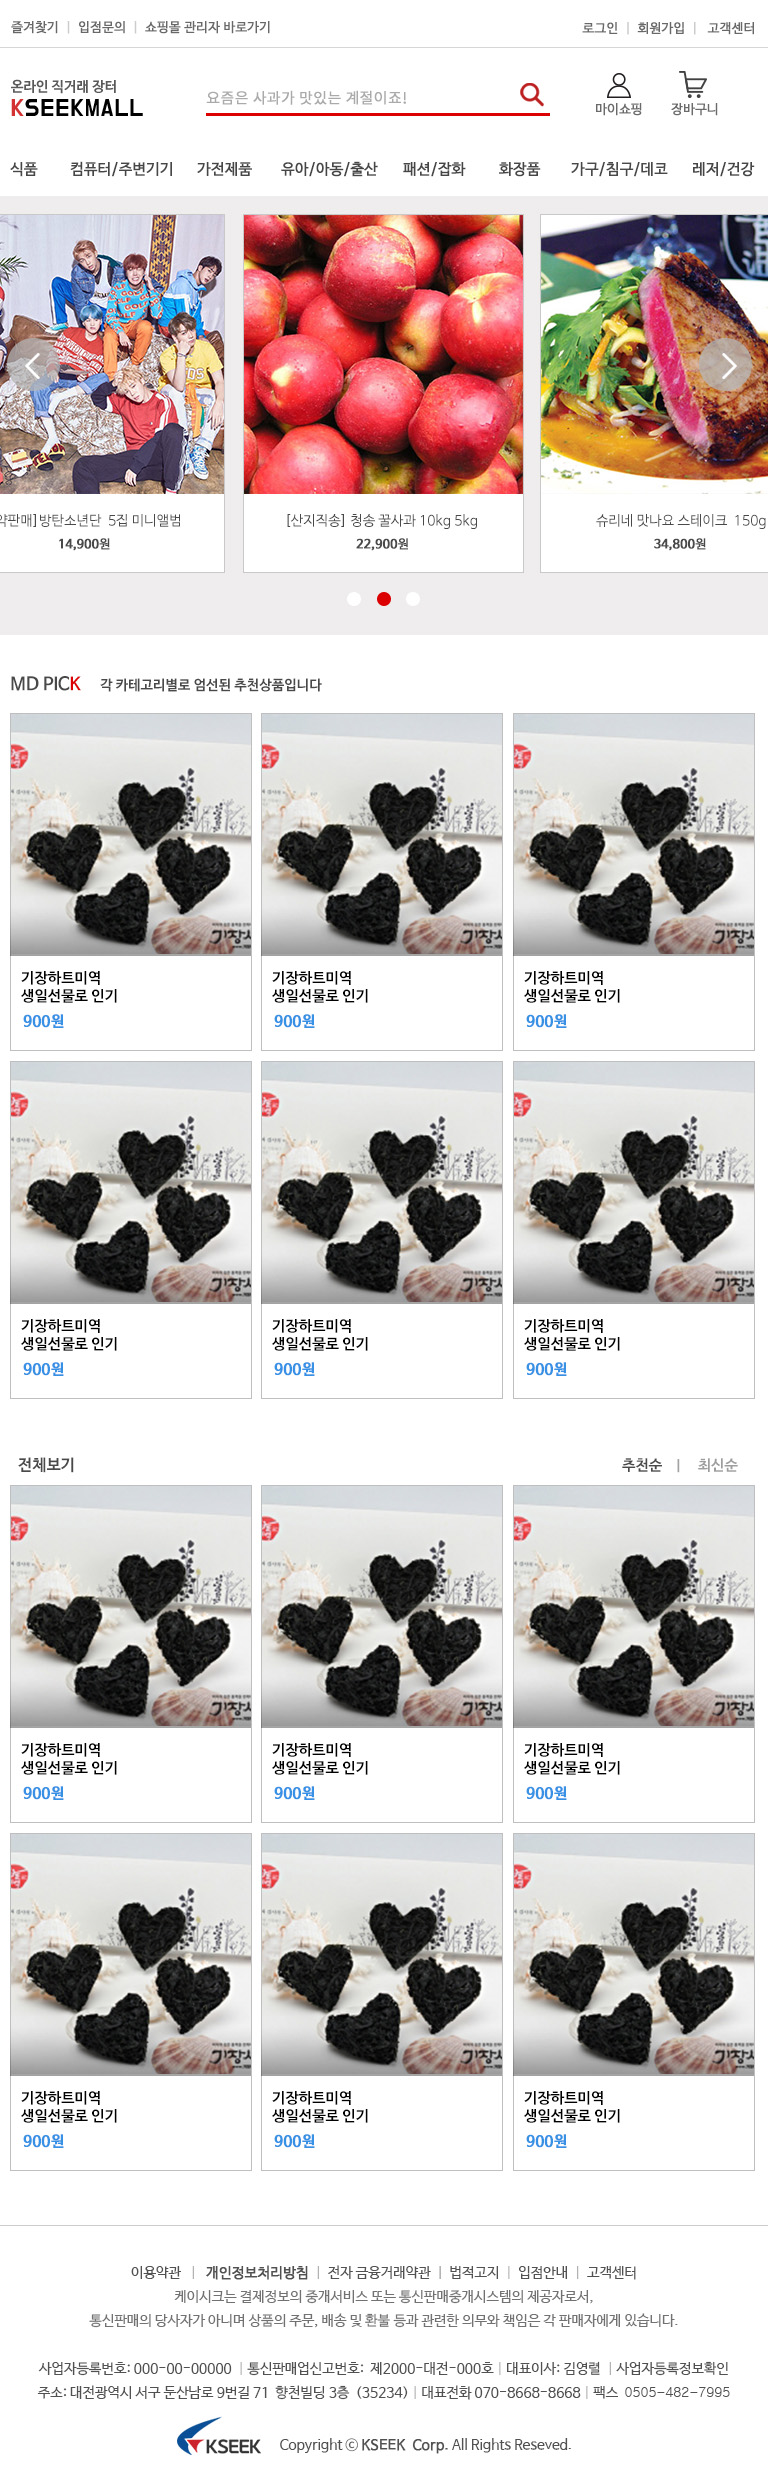 즐겨찾기 | 입점문의 | 쇼핑몰 관리자 바로가기
로그인 | 회원가입 | 고객센터
온라인 직거래 장터
KSEEKMALL
요즘은 사과가 맛있는 계절이죠!
마이쇼핑 장바구니
식품 컴퓨터/주변기기 가전제품 유아/아동/출산 패션/잡화 화장품 가구/침구/데코 레저/건강
약판매]방탄소년단 5집 미니앨범
14,900원
[산지직송] 청송 꿀사과 10kg 5kg
22,900원
슈리네 맛나요 스테이크 150g
34,800원
MD PICK 각 카테고리별로 엄선된 추천상품입니다
기장하트미역
생일선물로 인기
900원
기장하트미역
생일선물로 인기
900원
기장하트미역
생일선물로 인기
900원
기장하트미역
생일선물로 인기
900원
기장하트미역
생일선물로 인기
900원
기장하트미역
생일선물로 인기
900원
전체보기
추천순 | 최신순
기장하트미역
생일선물로 인기
900원
기장하트미역
생일선물로 인기
900원
기장하트미역
생일선물로 인기
900원
기장하트미역
생일선물로 인기
900원
기장하트미역
생일선물로 인기
900원
기장하트미역
생일선물로 인기
900원
이용약관 | 개인정보처리방침 | 전자 금융거래약관 | 법적고지 | 입점안내 | 고객센터
케이시크는 결제정보의 중개서비스 또는 통신판매중개시스템의 제공자로서,
통신판매의 당사자가 아니며 상품의 주문, 배송 및 환불 등과 관련한 의무와 책임은 각 판매자에게 있습니다.
사업자등록번호: 000-00-00000 | 통신판매업신고번호: 제2000-대전-000호 | 대표이사: 김영렬 | 사업자등록정보확인
주소: 대전광역시 서구 둔산남로 9번길 71 향천빌딩 3층 (35234) | 대표전화 070-8668-8668 | 팩스 0505-482-7995
KSEEK Copyright ⓒ KSEEK Corp. All Rights Reseved.